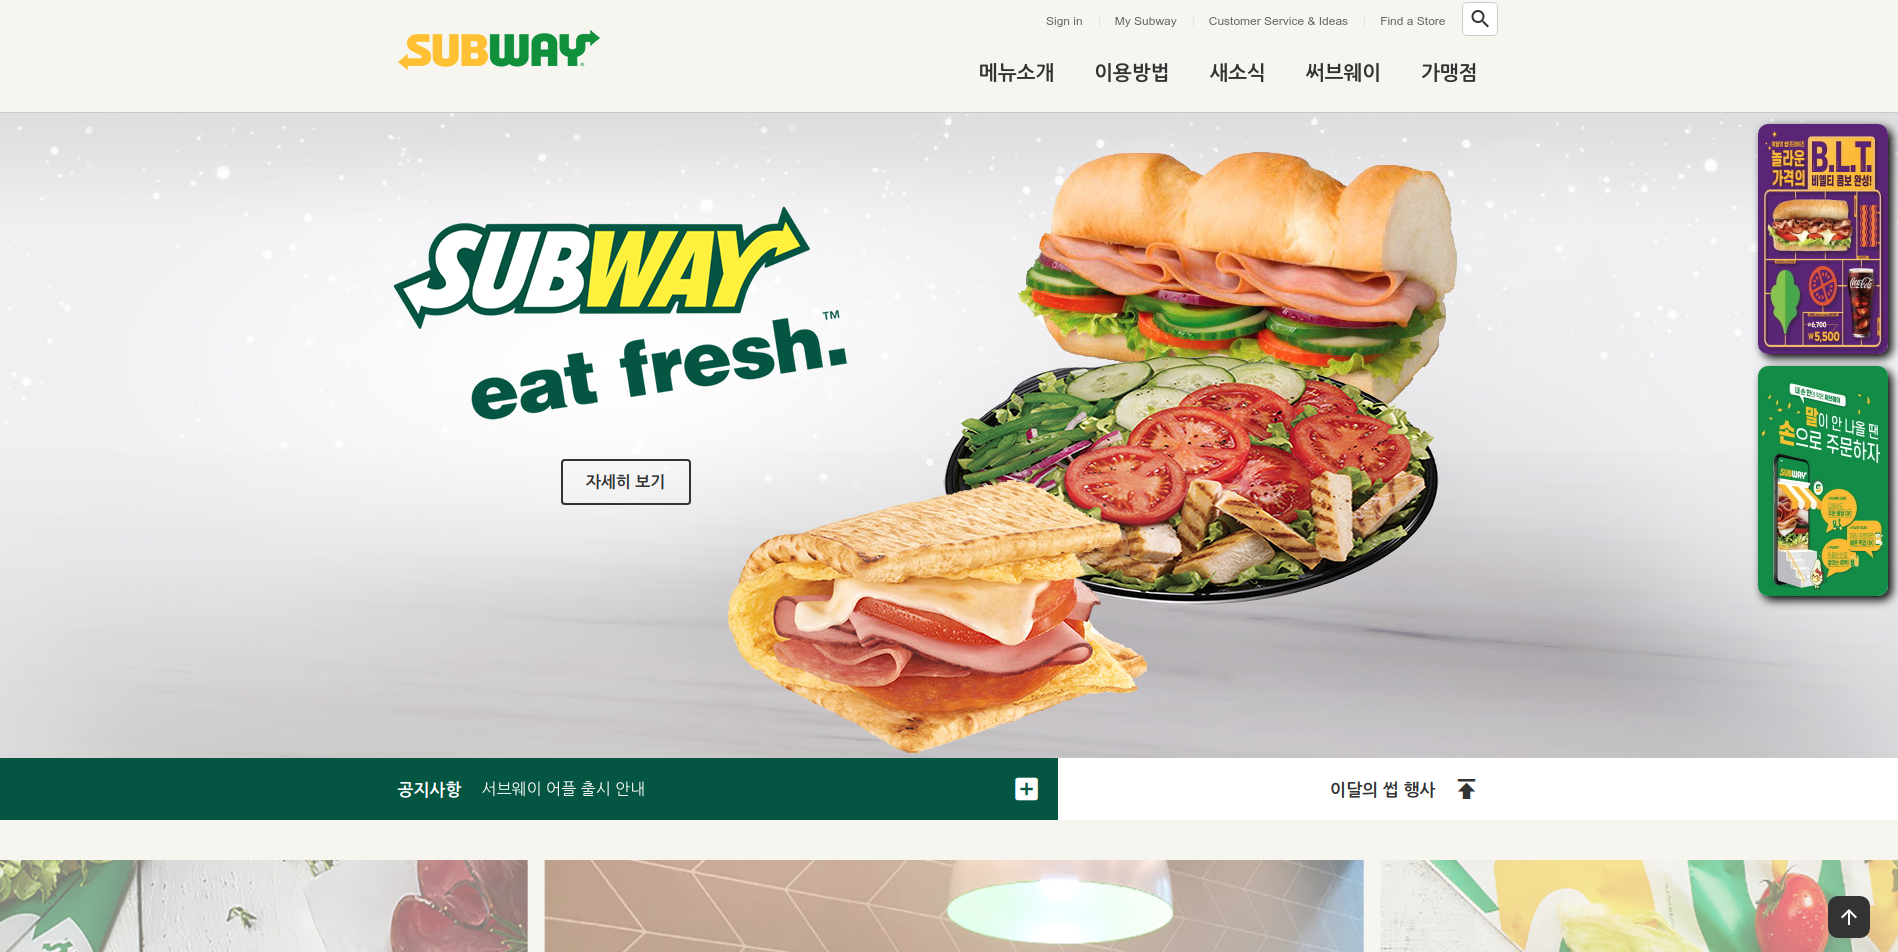 SUBWAY
Sign in
My Subway
Customer Service & Ideas
Find a Store
메뉴소개
이용방법
새소식
써브웨이
가맹점
SUBWAY
eat fresh.™
자세히 보기
놀라운
가격의
B.L.T.
비엘티 콤보 완성!
Coca-Cola
₩6,700
₩5,500
말이 안 나올 땐
손으로 주문하자
SUBWAY
공지사항
서브웨이 어플 출시 안내
이달의 썹 행사